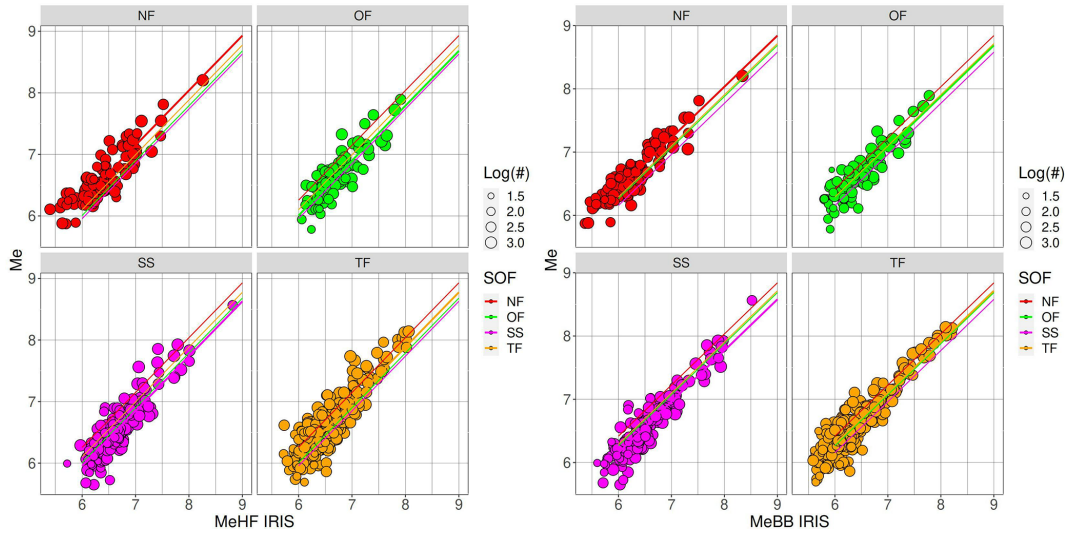 NF OF
9
8
7
6
Me
SS TF
9
8
7
6
6 7 8 9 6 7 8 9
MeHF IRIS
Log(#)
1.5
2.0
2.5
3.0
SOF
NF
OF
SS
TF
NF OF
9
8
7
6
Me
SS TF
9
8
7
6
6 7 8 9 6 7 8 9
MeBB IRIS
Log(#)
1.5
2.0
2.5
3.0
SOF
NF
OF
SS
TF